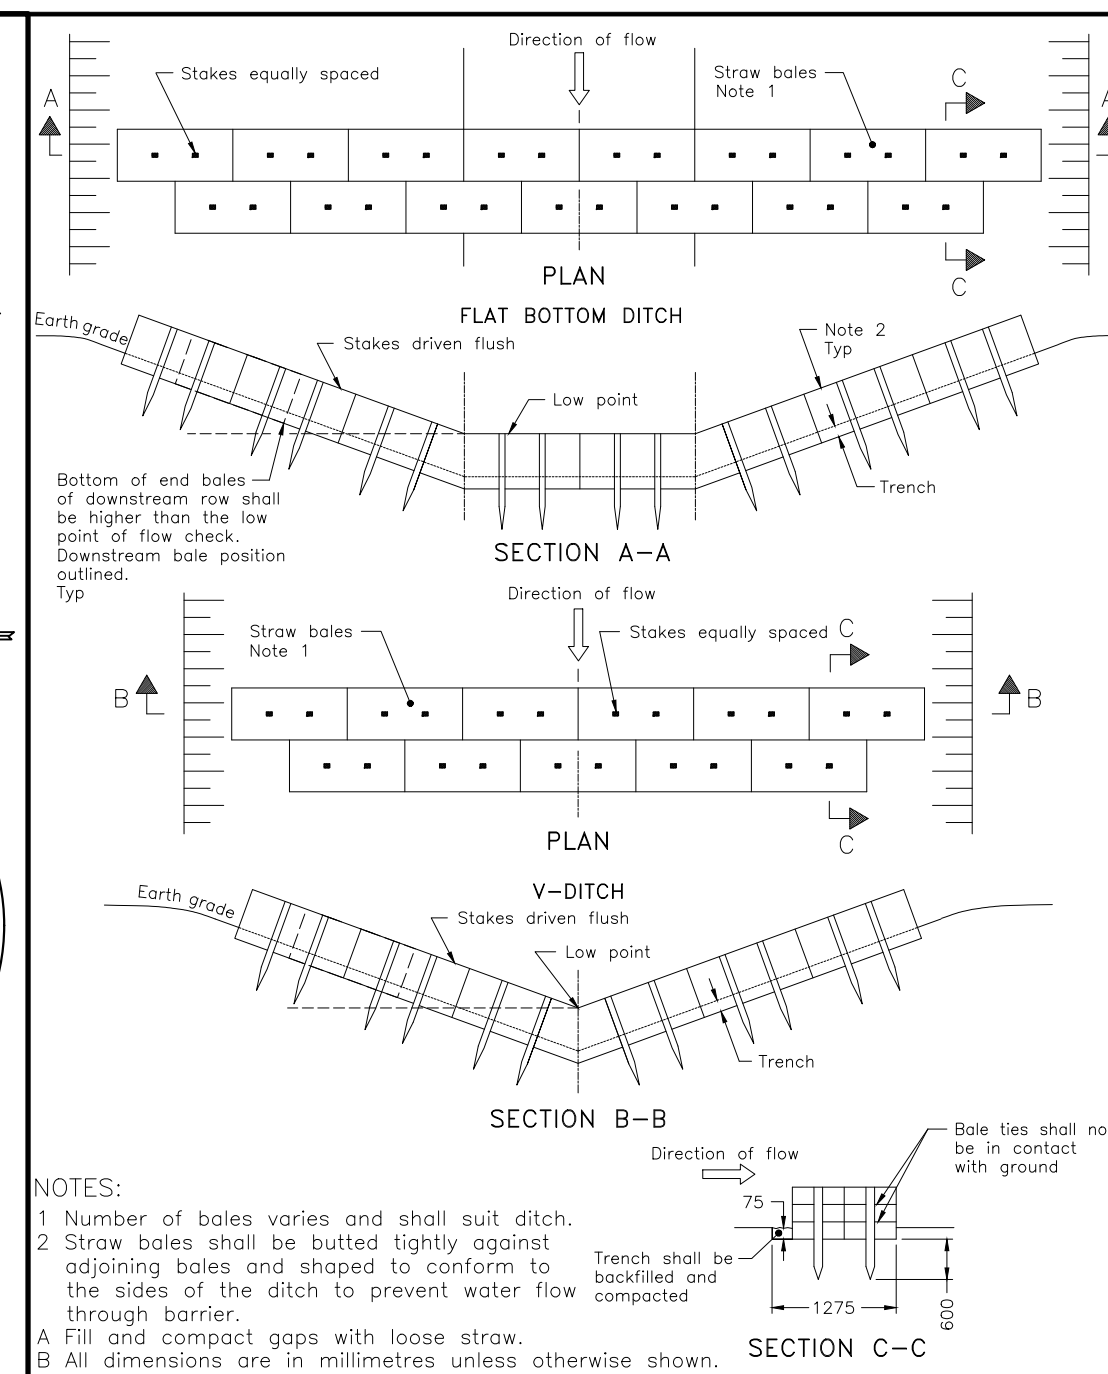 Direction of flow
Stakes equally spaced
Straw bales
Note 1
C
A
A
C
PLAN
FLAT BOTTOM DITCH
Earth grade
Stakes driven flush
Note 2
Typ
Low point
Bottom of end bales
of downstream row shall
be higher than the low
point of flow check.
Downstream bale position
outlined.
Typ
Trench
SECTION A-A
Direction of flow
Straw bales
Note 1
Stakes equally spaced
C
B
B
C
PLAN
V-DITCH
Earth grade
Stakes driven flush
Low point
Trench
SECTION B-B
Direction of flow
Bale ties shall no
be in contact
with ground
75
Trench shall be
backfilled and
compacted
1275
600
SECTION C-C
NOTES:
1 Number of bales varies and shall suit ditch.
2 Straw bales shall be butted tightly against
adjoining bales and shaped to conform to
the sides of the ditch to prevent water flow
through barrier.
A Fill and compact gaps with loose straw.
B All dimensions are in millimetres unless otherwise shown.